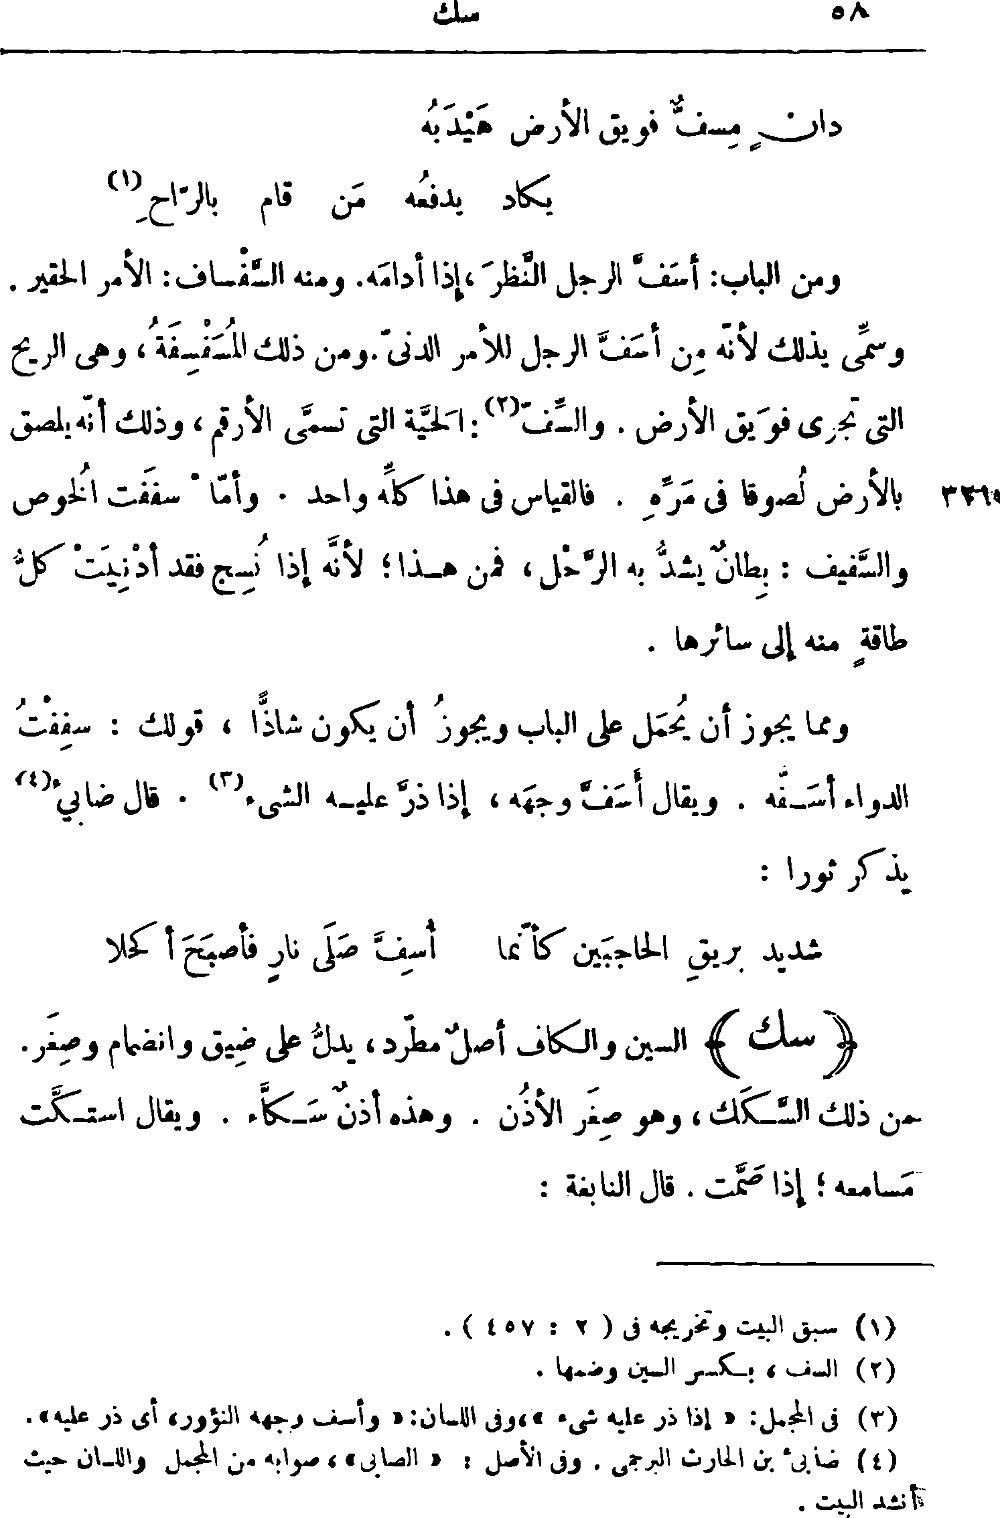 ٥٨ سك
دانٍ مِسفٌّ فويق الأرض هَيْدَبُه
يكاد يدفعُه مَن قام بالرّاحِ (١)
ومن الباب: أسَفَّ الرجل النَّظرَ، إذا أدامَه. ومنه السَّفْساف: الأمر الحقير.
وسمِّى بذلك لأنّه مِن أسَفَّ الرجل للأمر الدنىّ. ومن ذلك المُسَفْسِفَةُ، وهى الريح
التى تجرى فوَيق الأرض. والسِّفّ (٢): الحيَّة التى تسمَّى الأرقم، وذلك أنّه يلصق
بالأرض لُصوقا فى مَرِّهِ. فالقياس فى هذا كلِّه واحد. وأمّا سففَت الُخوص ٣٣٦
والسَّفيف: بِطانٌ يشدُّ به الرَّحْل، فمن هذا؛ لأنَّه إذا نُسِج فقد أدْنِيَتْ كلُّ
طاقةٍ منه إلى سائرها.
ومما يجوز أن يُحمَل على الباب ويجوزُ أن يكون شاذًّا، قولك: سفِفْتُ
الدواء أسَفّه. ويقال أسَفَّ وجهَه، إذا ذرَّ عليه الشىء (٣). قال ضابىٌ (٤)
يذكر ثورا:
شديد بريقِ الحاجبَين كأنّما أُسِفَّ صَلَى نارٍ فأصبَحَ أكحلا
﴿سك﴾ السين والكاف أصلٌ مطّرد، يدلُّ على ضِيق وانضمام وصِغَر.
من ذلك السَّكَك، وهو صِغَر الأذُن. وهذه أذنٌ سَكَّاء. ويقال استكَّت
مَسامعه؛ إذا صَمَّت. قال النابغة:
(١) سبق البيت وتخريجه فى (٢: ٤٥٧).
(٢) السف، بكسر السين وضمها.
(٣) فى المجمل: «إذا ذر عليه شىء»، وفى اللسان: «وأسف وجهه النؤور، أى ذر عليه».
(٤) ضابىٔ بن الحارث البرجمى. وفى الأصل: «الصابى»، صوابه من المجمل واللسان حيث
أنشد البيت.